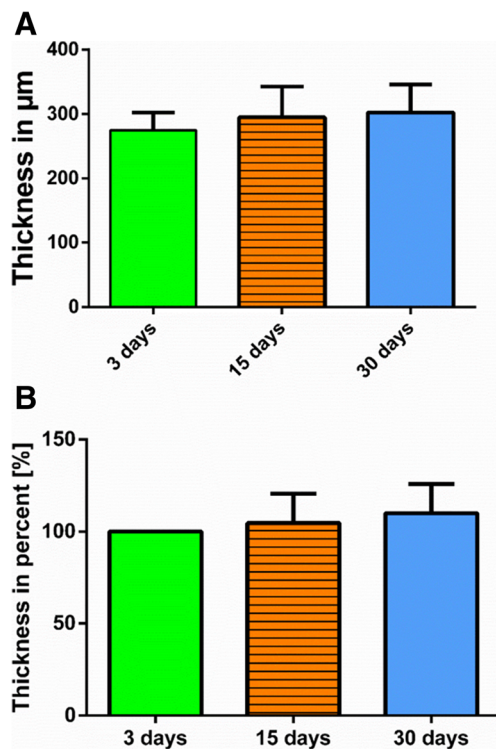 A
Thickness in µm
400
300
200
100
0
3 days
15 days
30 days
B
Thickness in percent [%]
150
100
50
0
3 days
15 days
30 days